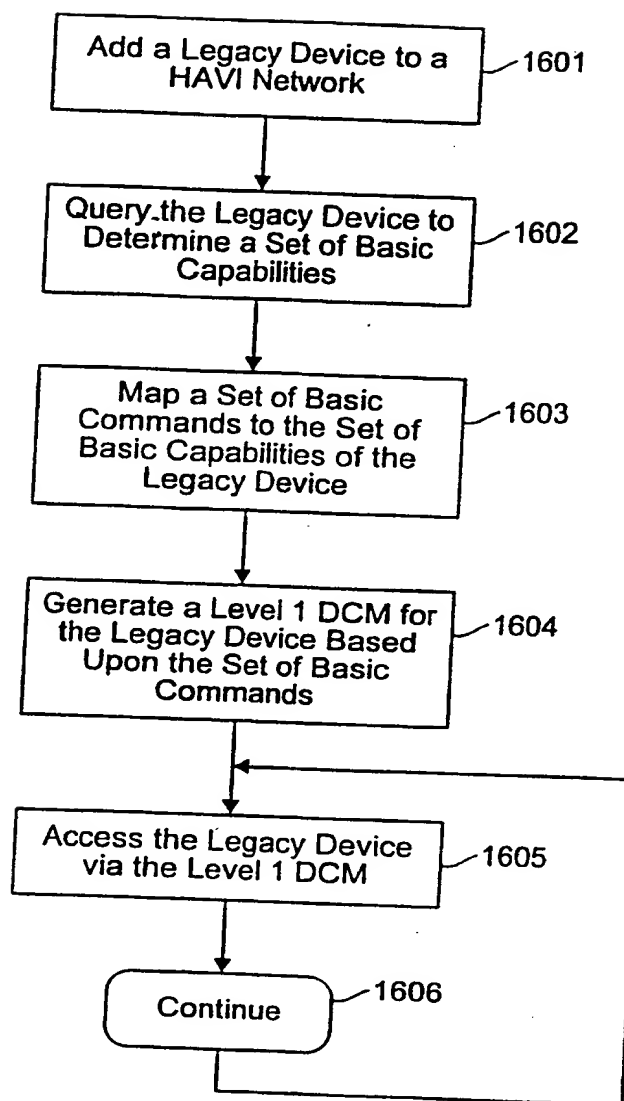 Add a Legacy Device to a
HAVI Network
1601
Query the Legacy Device to
Determine a Set of Basic
Capabilities
1602
Map a Set of Basic
Commands to the Set of
Basic Capabilities of the
Legacy Device
1603
Generate a Level 1 DCM for
the Legacy Device Based
Upon the Set of Basic
Commands
1604
Access the Legacy Device
via the Level 1 DCM
1605
Continue
1606